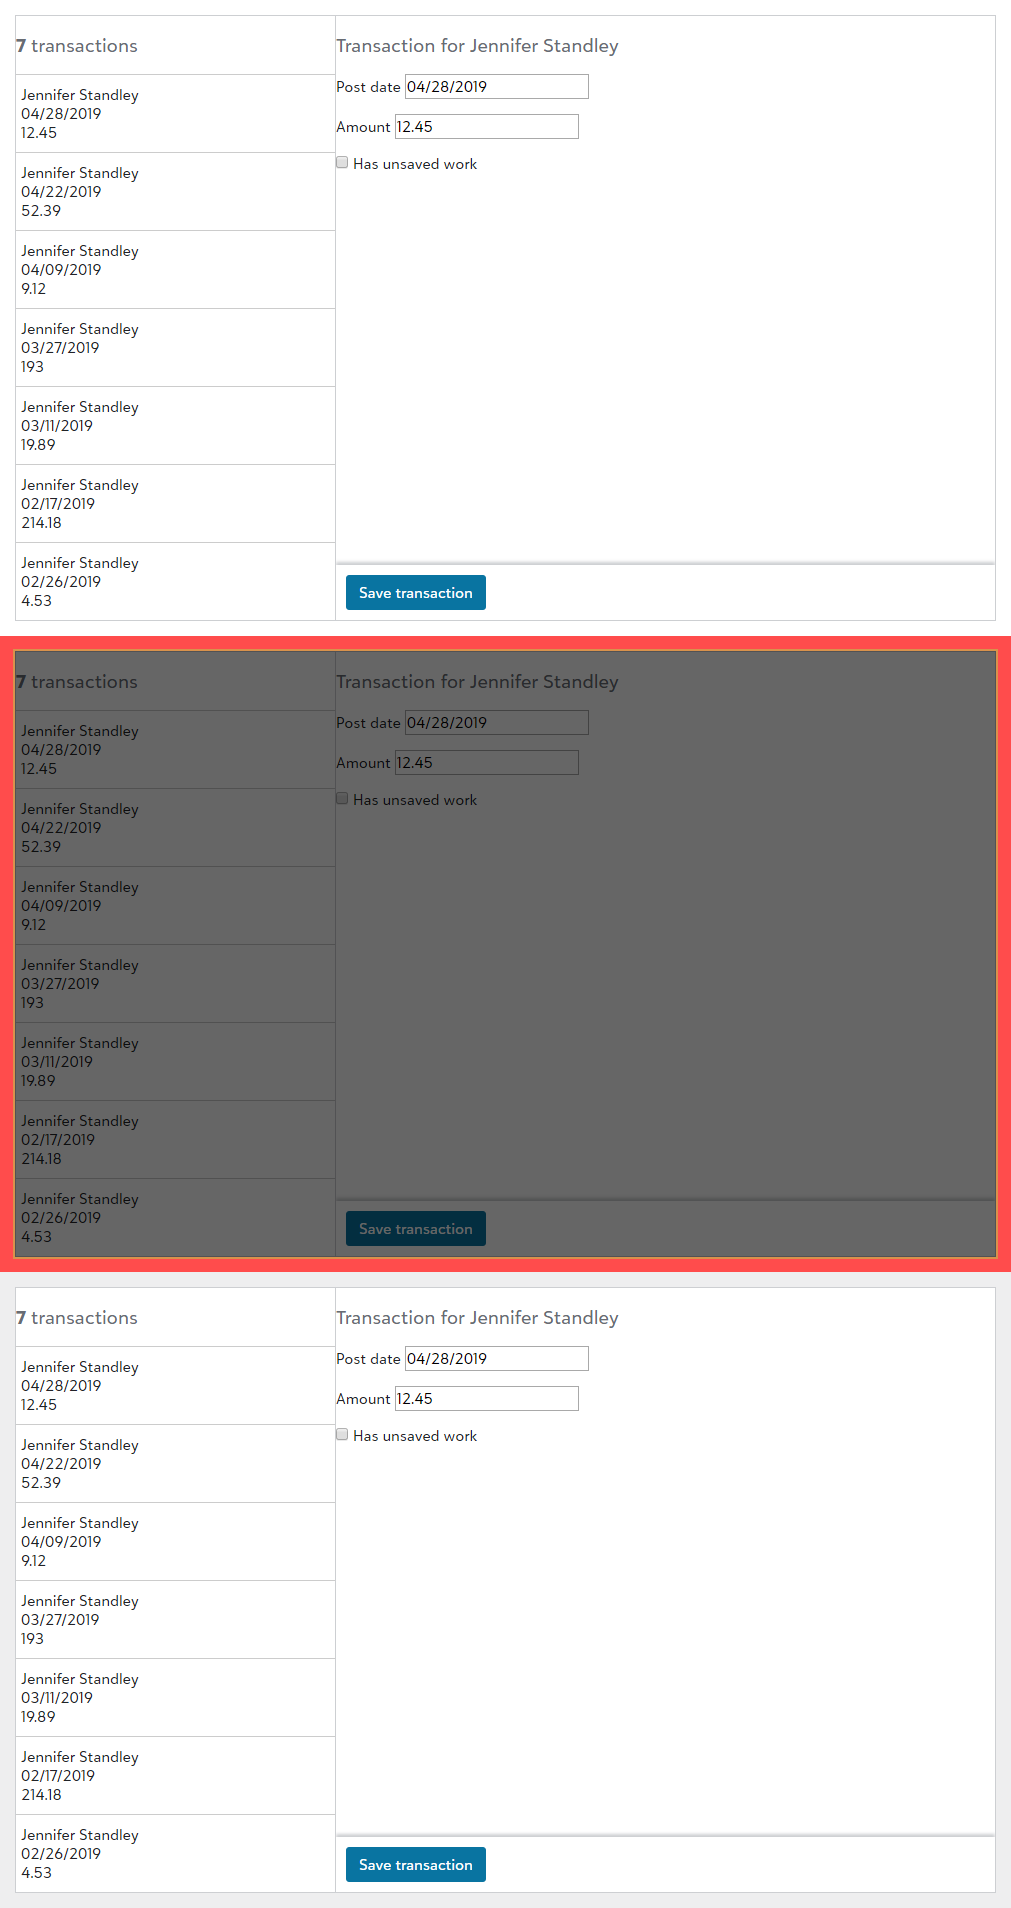 7 transactions
Jennifer Standley
04/28/2019
12.45
Jennifer Standley
04/22/2019
52.39
Jennifer Standley
04/09/2019
9.12
Jennifer Standley
03/27/2019
193
Jennifer Standley
03/11/2019
19.89
Jennifer Standley
02/17/2019
214.18
Jennifer Standley
02/26/2019
4.53
Transaction for Jennifer Standley
Post date 04/28/2019
Amount 12.45
Has unsaved work
Save transaction
7 transactions
Jennifer Standley
04/28/2019
12.45
Jennifer Standley
04/22/2019
52.39
Jennifer Standley
04/09/2019
9.12
Jennifer Standley
03/27/2019
193
Jennifer Standley
03/11/2019
19.89
Jennifer Standley
02/17/2019
214.18
Jennifer Standley
02/26/2019
4.53
Transaction for Jennifer Standley
Post date 04/28/2019
Amount 12.45
Has unsaved work
Save transaction
7 transactions
Jennifer Standley
04/28/2019
12.45
Jennifer Standley
04/22/2019
52.39
Jennifer Standley
04/09/2019
9.12
Jennifer Standley
03/27/2019
193
Jennifer Standley
03/11/2019
19.89
Jennifer Standley
02/17/2019
214.18
Jennifer Standley
02/26/2019
4.53
Transaction for Jennifer Standley
Post date 04/28/2019
Amount 12.45
Has unsaved work
Save transaction